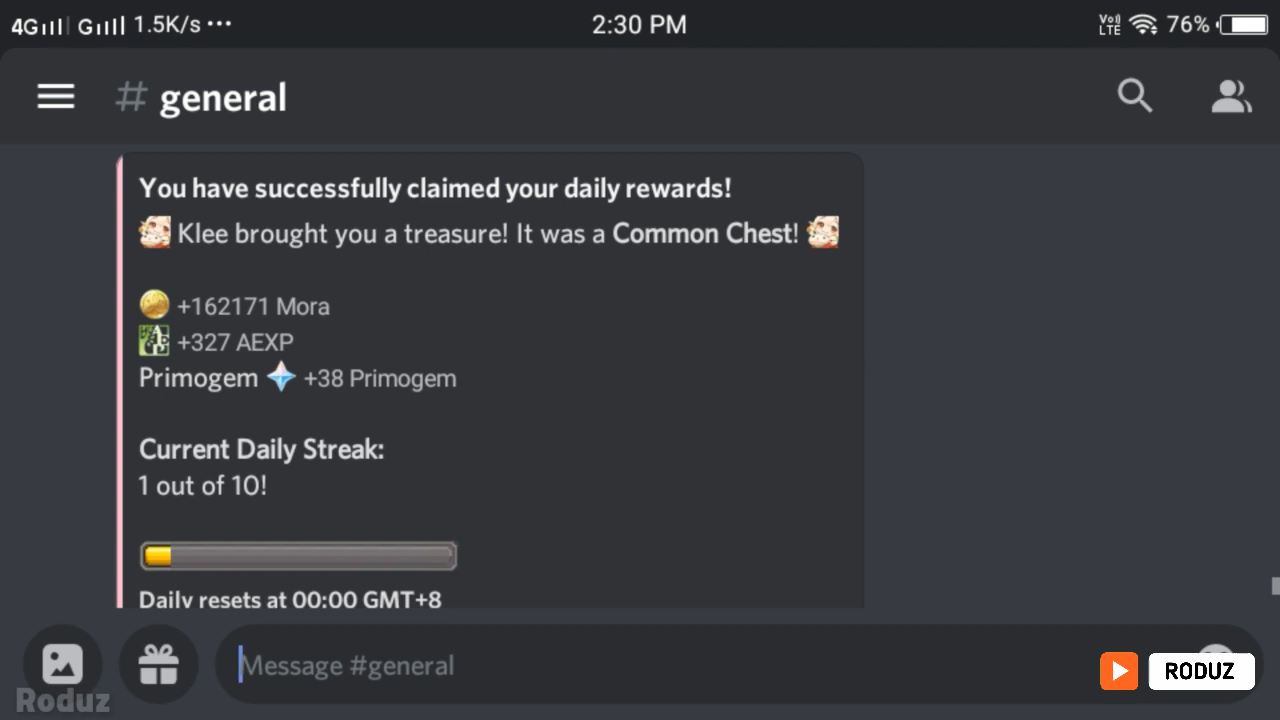 4G G 1.5K/s ••• 2:30 PM Vo)) LTE 76%
# general
You have successfully claimed your daily rewards!
Klee brought you a treasure! It was a Common Chest!
+162171 Mora
+327 AEXP
Primogem +38 Primogem
Current Daily Streak:
1 out of 10!
Daily resets at 00:00 GMT+8
Message #general
RODUZ
Roduz